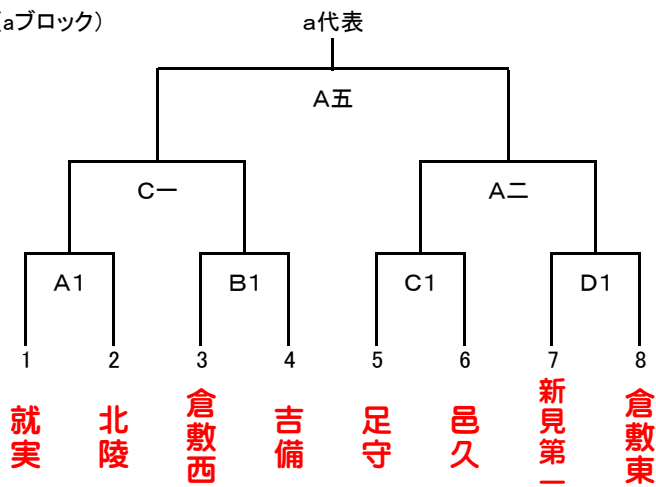 (aブロック)
a代表
A五
C一
A二
A1
B1
C1
D1
1
2
3
4
5
6
7
8
就実
北陵
倉敷西
吉備
足守
邑久
新見第一
倉敷東